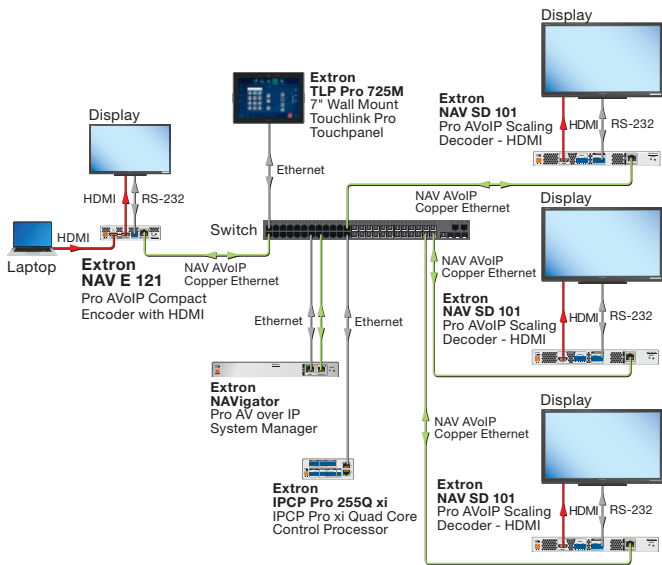 Display
Extron
TLP Pro 725M
7" Wall Mount
Touchlink Pro
Touchpanel
Ethernet
Display
HDMI
RS-232
HDMI
Laptop
Extron
NAV E 121
Pro AVoIP Compact
Encoder with HDMI
NAV AVoIP
Copper Ethernet
Switch
Extron
NAV SD 101
Pro AVoIP Scaling
Decoder - HDMI
HDMI
RS-232
NAV AVoIP
Copper Ethernet
Display
NAV AVoIP
Copper Ethernet
Extron
NAV SD 101
Pro AVoIP Scaling
Decoder - HDMI
HDMI
RS-232
Ethernet
Ethernet
Extron
NAVigator
Pro AV over IP
System Manager
Extron
IPCP Pro 255Q xi
IPCP Pro xi Quad Core
Control Processor
Display
NAV AVoIP
Copper Ethernet
Extron
NAV SD 101
Pro AVoIP Scaling
Decoder - HDMI
HDMI
RS-232